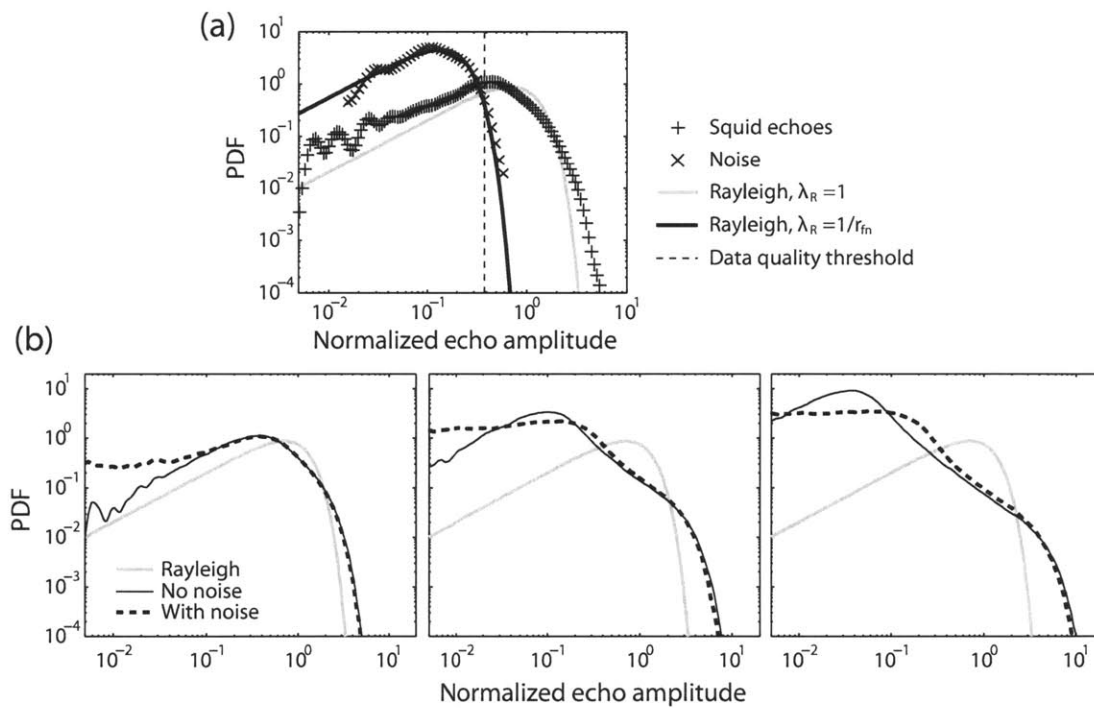 (a)
10^1
10^0
10^-1
10^-2
10^-3
10^-4
PDF
10^-2 10^-1 10^0 10^1
Normalized echo amplitude
+ Squid echoes
× Noise
Rayleigh, λ_R =1
Rayleigh, λ_R =1/r_fn
Data quality threshold
(b)
10^1
10^0
10^-1
10^-2
10^-3
10^-4
PDF
Rayleigh
No noise
With noise
10^-2 10^-1 10^0 10^1 10^-2 10^-1 10^0 10^1 10^-2 10^-1 10^0 10^1
Normalized echo amplitude